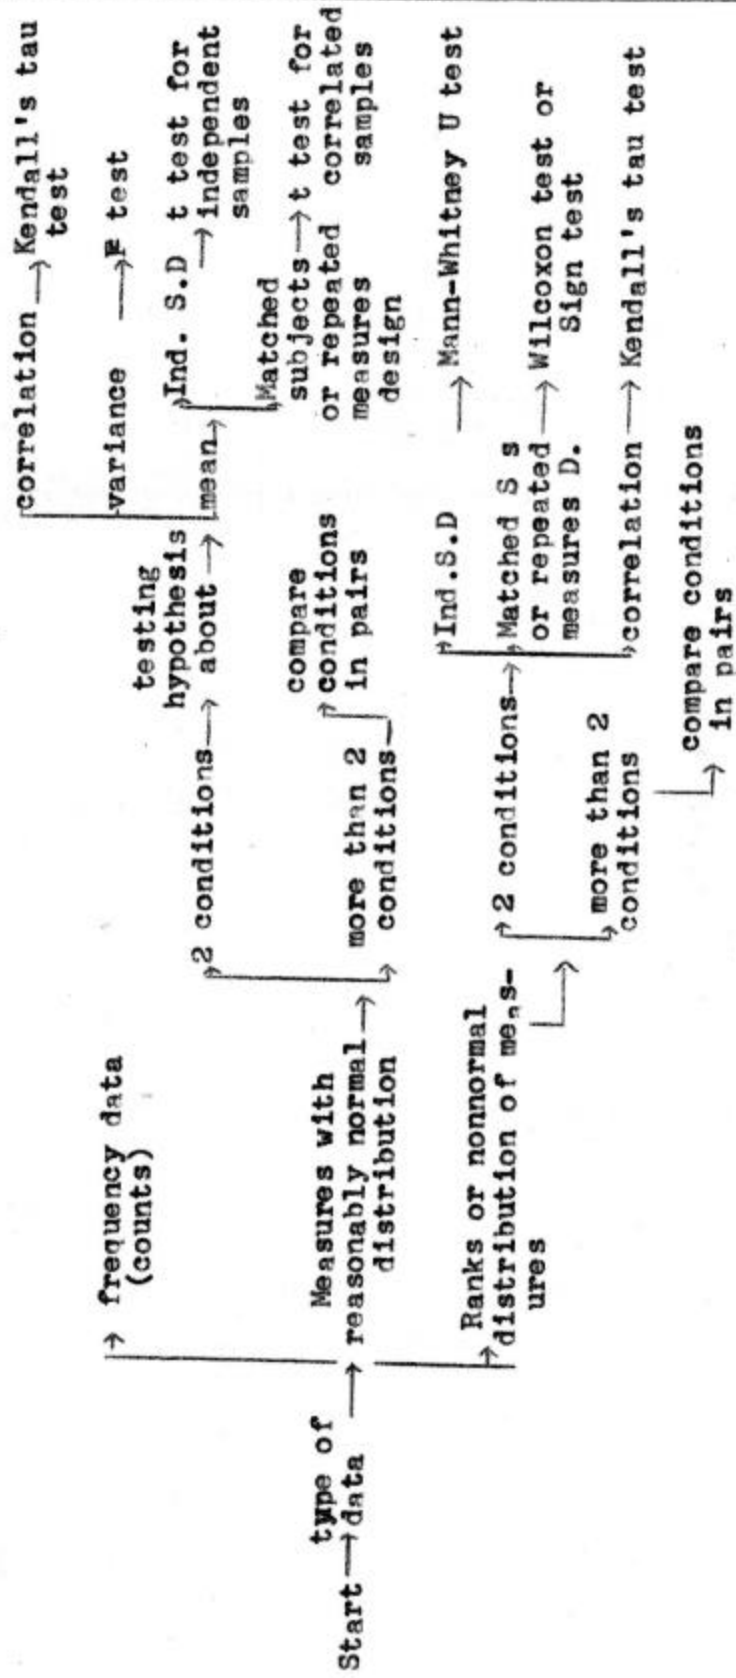 Start
type of
data
frequency data
(counts)
Measures with
reasonably normal
distribution
Ranks or nonnormal
distribution of meas-
ures
2 conditions
more than 2
conditions
testing
hypothesis
about
compare
conditions
in pairs
correlation
Kendall's tau
test
variance
F test
mean
Ind. S.D
t test for
independent
samples
Matched
subjects
or repeated
measures
design
t test for
correlated
samples
2 conditions
more than 2
conditions
Ind.S.D
Mann-Whitney U test
Matched S s
or repeated
measures D.
Wilcoxon test or
Sign test
correlation
Kendall's tau test
compare conditions
in pairs